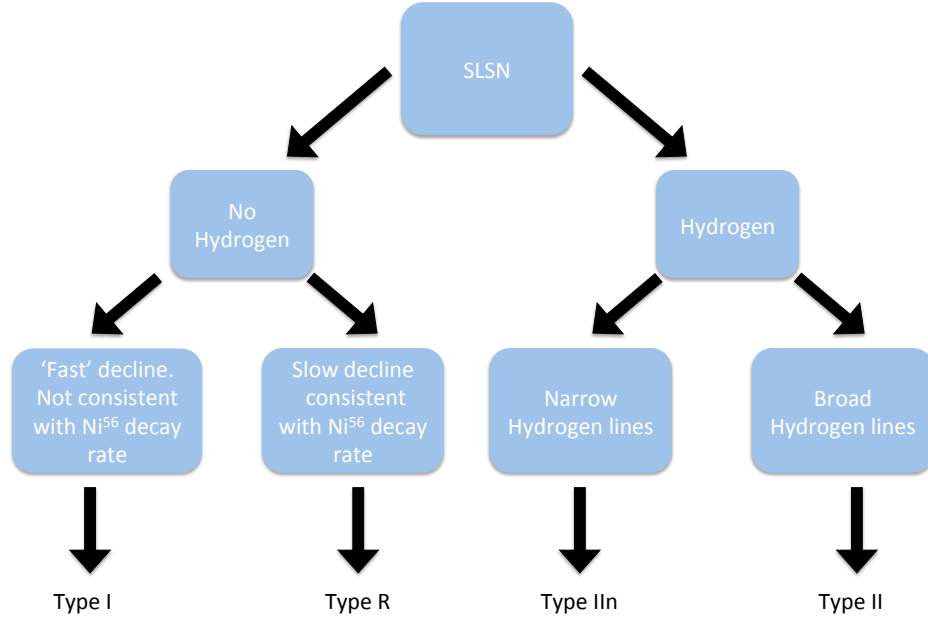 SLSN
No
Hydrogen
Hydrogen
‘Fast’ decline.
Not consistent
with Ni⁵⁶ decay
rate
Slow decline
consistent
with Ni⁵⁶ decay
rate
Narrow
Hydrogen lines
Broad
Hydrogen lines
Type I
Type R
Type IIn
Type II